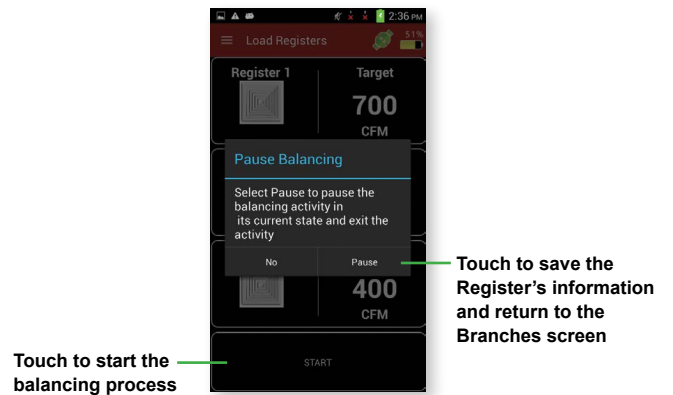 2:36 PM
Load Registers
51%
Register 1
Target
700
CFM
Pause Balancing
Select Pause to pause the
balancing activity in
its current state and exit the
activity
No
Pause
400
CFM
START
Touch to save the
Register's information
and return to the
Branches screen
Touch to start the
balancing process